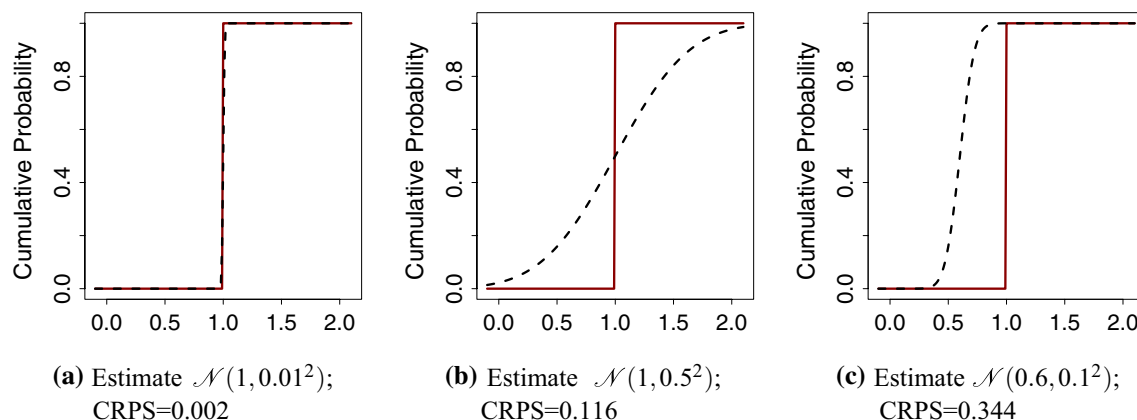 Cumulative Probability
0.0 0.4 0.8
0.0 0.5 1.0 1.5 2.0
(a) Estimate 𝒩(1,0.01²);
CRPS=0.002
Cumulative Probability
0.0 0.4 0.8
0.0 0.5 1.0 1.5 2.0
(b) Estimate 𝒩(1,0.5²);
CRPS=0.116
Cumulative Probability
0.0 0.4 0.8
0.0 0.5 1.0 1.5 2.0
(c) Estimate 𝒩(0.6,0.1²);
CRPS=0.344